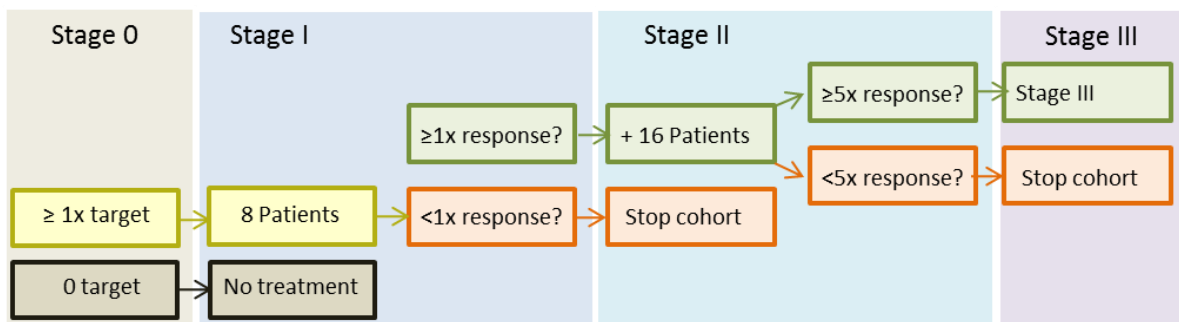 Stage 0
Stage I
Stage II
Stage III
≥5x response?
Stage III
≥1x response?
+ 16 Patients
<5x response?
Stop cohort
≥ 1x target
8 Patients
<1x response?
Stop cohort
0 target
No treatment